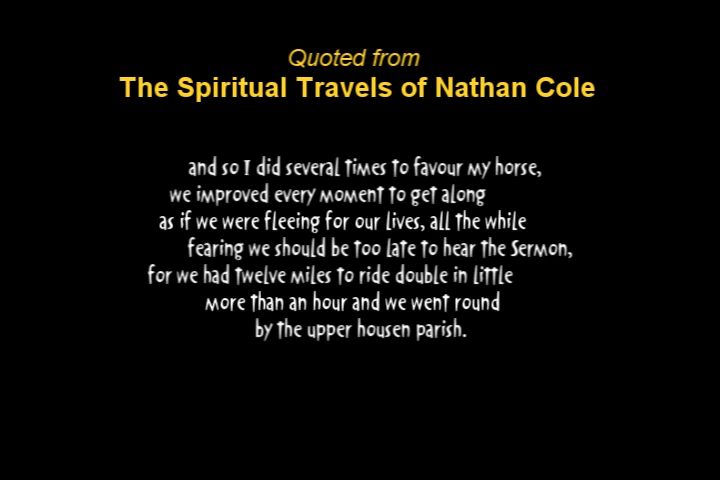 Quoted from
The Spiritual Travels of Nathan Cole
and so I did several times to favour my horse,
we improved every moment to get along
as if we were fleeing for our lives, all the while
fearing we should be too late to hear the Sermon,
for we had twelve miles to ride double in little
more than an hour and we went round
by the upper housen parish.